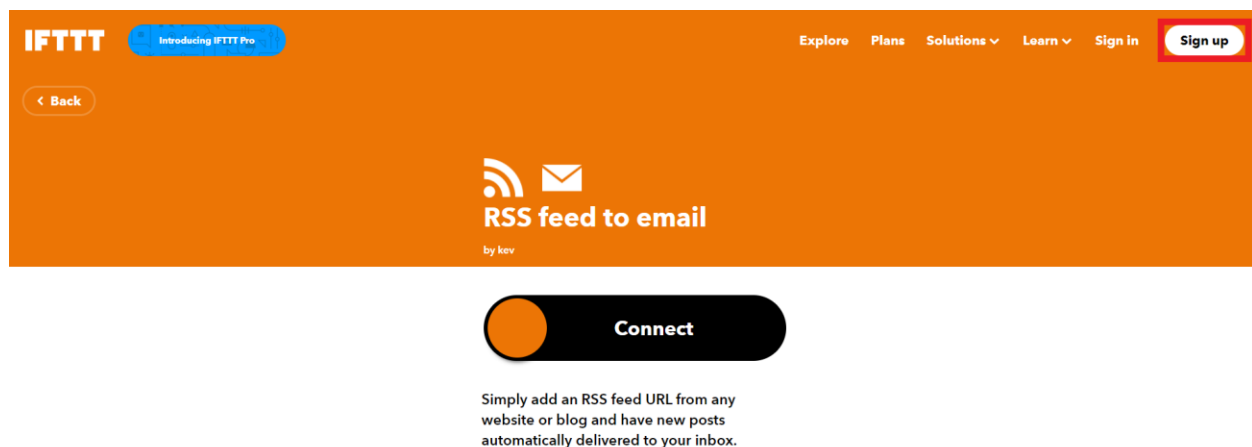 IFTTT
Introducing IFTTT Pro
Explore Plans Solutions Learn Sign in Sign up
Back
RSS feed to email
by kev
Connect
Simply add an RSS feed URL from any
website or blog and have new posts
automatically delivered to your inbox.